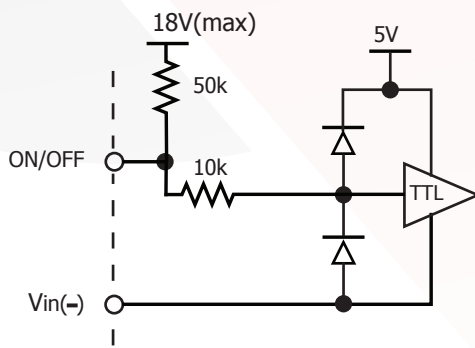 18V(max)
5V
50k
ON/OFF
10k
TTL
Vin(-)